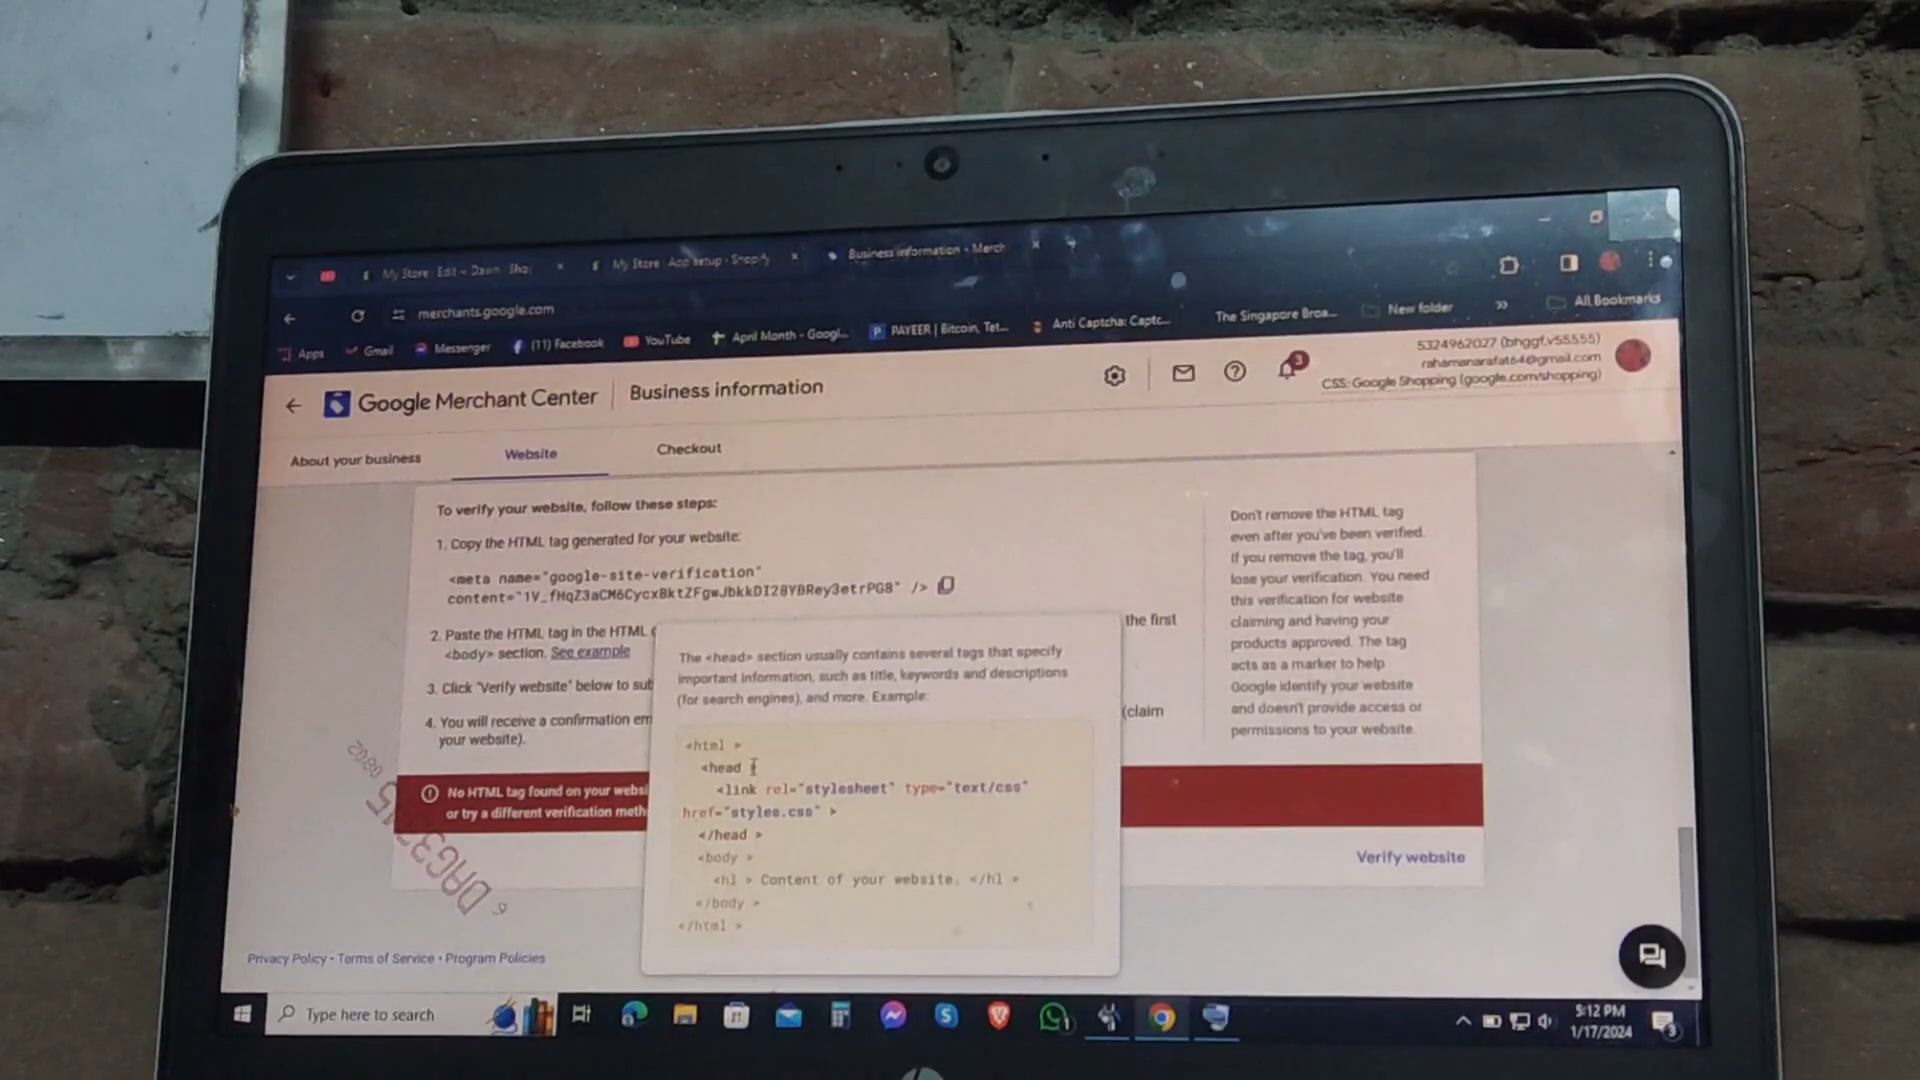 My Store · Edit ~ Dawn · Sho
My Store · App setup · Shopify
Business information - Merch
merchants.google.com
Apps
Gmail
Messenger
(11) Facebook
YouTube
April Month - Googl...
PAYEER | Bitcoin, Tet...
Anti Captcha: Captc...
The Singapore Broa...
New folder
»
All Bookmarks
Google Merchant Center
Business information
3
5324962027 (bhggf,v55555)
rahamanarafat64@gmail.com
CSS: Google Shopping (google.com/shopping)
About your business
Website
Checkout
To verify your website, follow these steps:
1. Copy the HTML tag generated for your website:
<meta name="google-site-verification"
content="1V_fHqZ3aCM6CycxBktZFgwJbkkDI28YBRey3etrPG8" />
2. Paste the HTML tag in the HTML
the first
<body> section. See example
3. Click "Verify website" below to sub
4. You will receive a confirmation em
(claim
your website).
The <head> section usually contains several tags that specify
important information, such as title, keywords and descriptions
(for search engines), and more. Example:
<html >
<head >
<link rel="stylesheet" type="text/css"
href="styles.css" >
</head >
<body >
<h1 > Content of your website. </h1 >
</body >
</html >
Don't remove the HTML tag
even after you've been verified.
If you remove the tag, you'll
lose your verification. You need
this verification for website
claiming and having your
products approved. The tag
acts as a marker to help
Google identify your website
and doesn't provide access or
permissions to your website.
No HTML tag found on your websi
or try a different verification meth
Verify website
Privacy Policy · Terms of Service · Program Policies
Type here to search
5:12 PM
1/17/2024
3